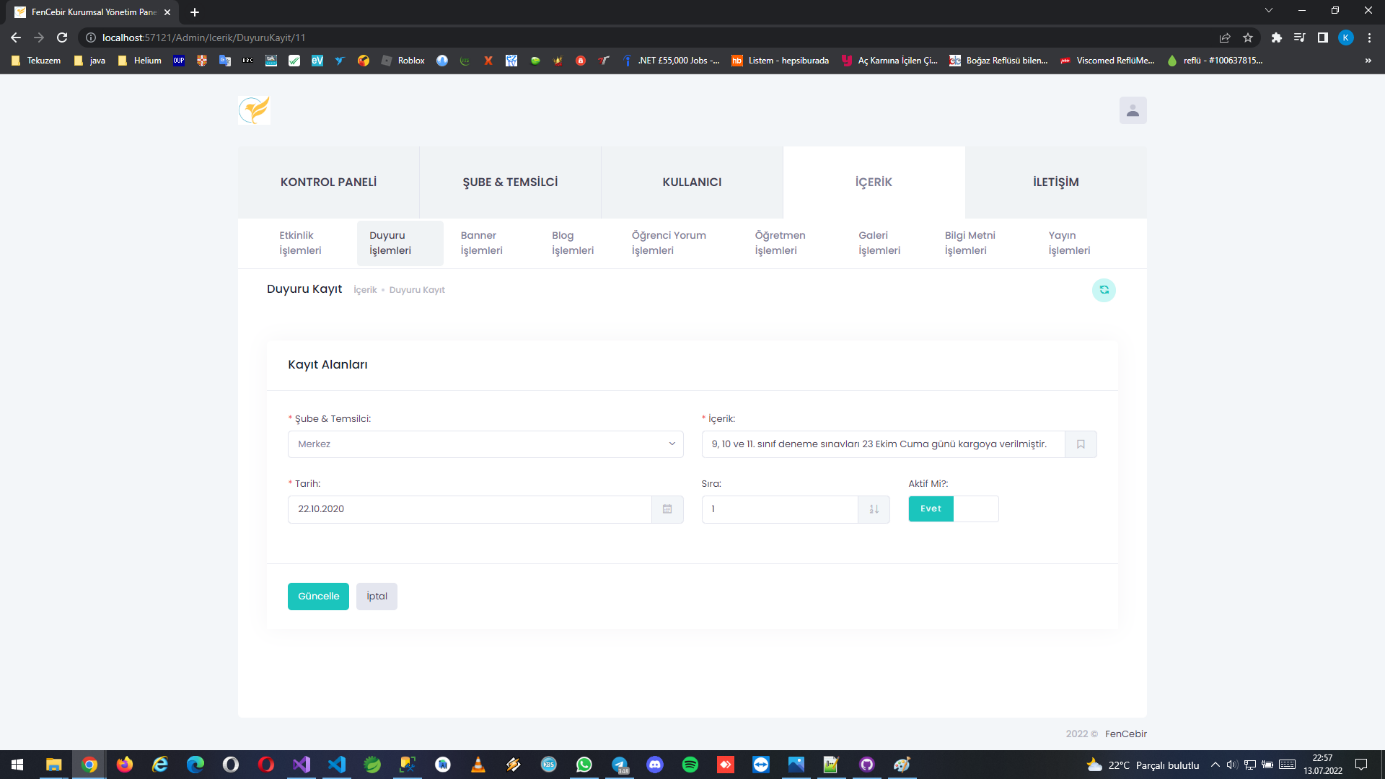 FenCebir Kurumsal Yönetim Pane
localhost:57121/Admin/Icerik/DuyuruKayit/11
K
Tekuzem
java
Helium
Roblox
.NET £55,000 Jobs -...
Listem - hepsiburada
Aç Karnına İçilen Çi...
Boğaz Reflüsü bilen...
Viscomed RefluMe...
reflü - #100637815...
»
KONTROL PANELİ
ŞUBE & TEMSİLCİ
KULLANICI
İÇERİK
İLETİŞİM
Etkinlik İşlemleri
Duyuru İşlemleri
Banner İşlemleri
Blog İşlemleri
Öğrenci Yorum İşlemleri
Öğretmen İşlemleri
Galeri İşlemleri
Bilgi Metni İşlemleri
Yayın İşlemleri
Duyuru Kayıt
İçerik • Duyuru Kayıt
Kayıt Alanları
* Şube & Temsilci:
* İçerik:
Merkez
9, 10 ve 11. sınıf deneme sınavları 23 Ekim Cuma günü kargoya verilmiştir.
* Tarih:
Sıra:
Aktif Mi?:
22.10.2020
1
Evet
Güncelle
İptal
2022 © FenCebir
22°C Parçalı bulutlu
22:57
13.07.2022